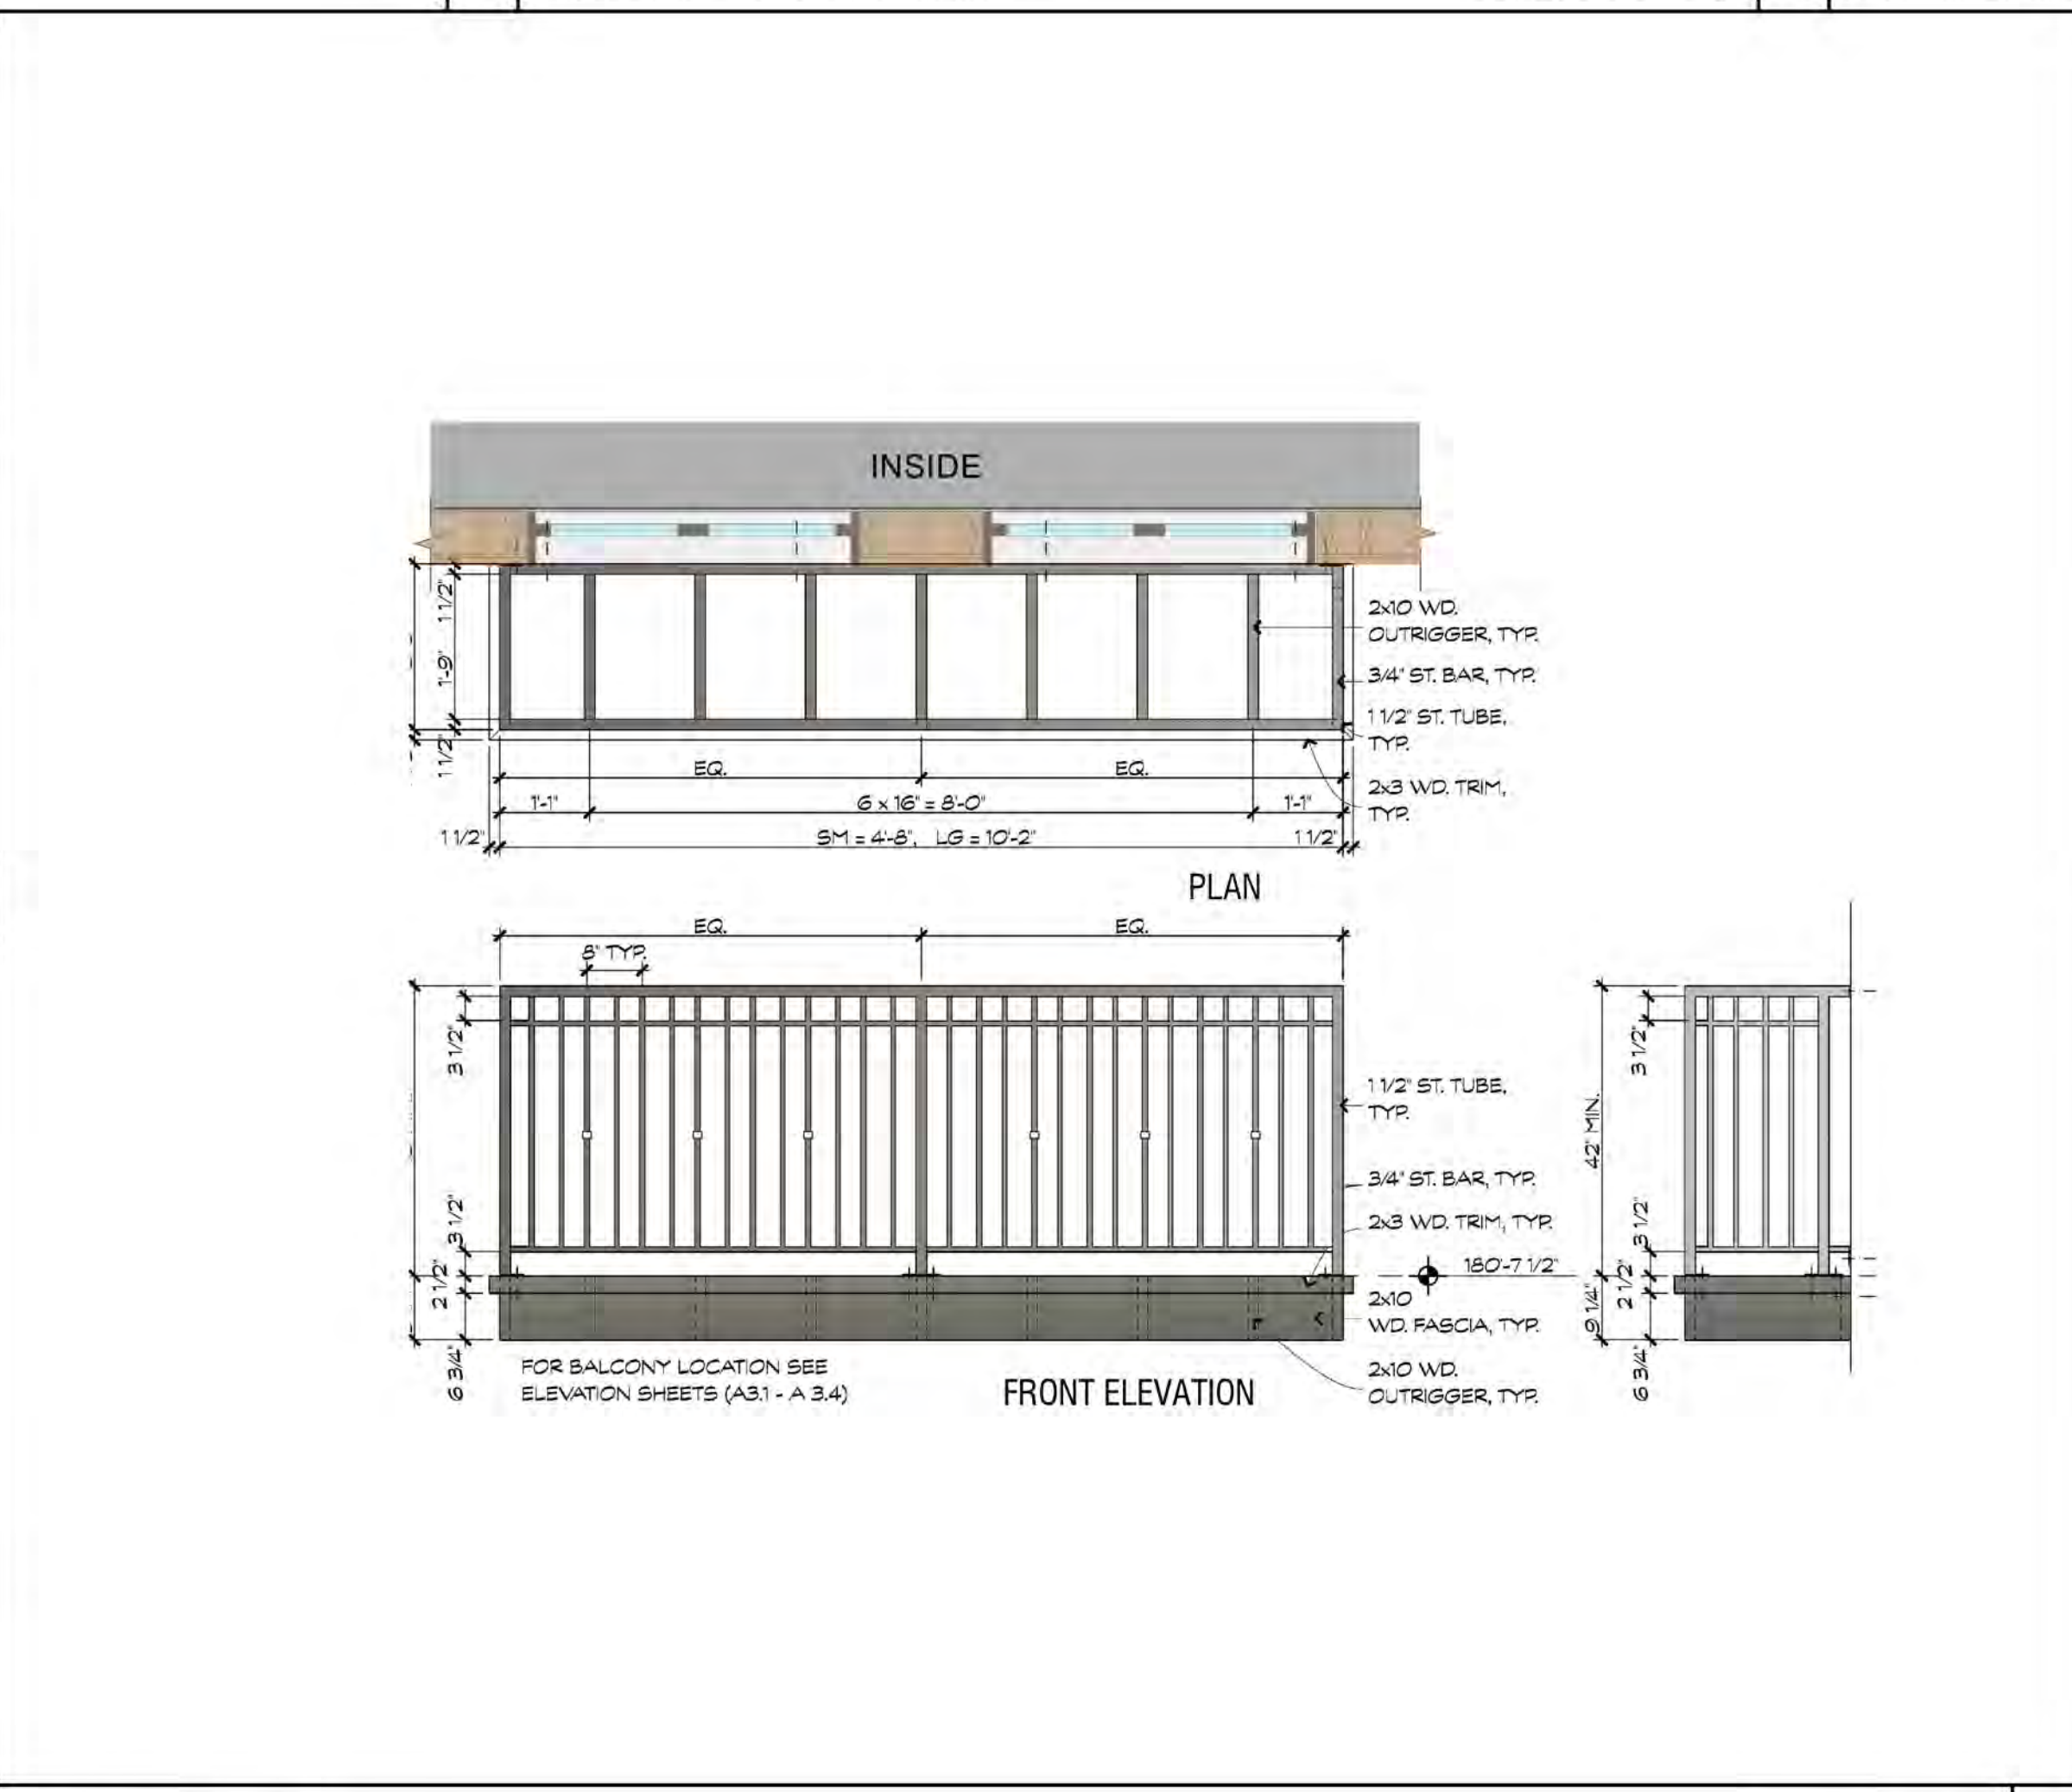 INSIDE
1 1/2"
1'-9"
1 1/2"
2x10 WD.
OUTRIGGER, TYP.
3/4" ST. BAR, TYP.
1 1/2" ST. TUBE,
TYP.
2x3 WD. TRIM,
TYP.
EQ. EQ.
1'-1" 6 x 16" = 8'-0" 1'-1"
1 1/2" SM = 4'-8", LG = 10'-2" 1 1/2"
PLAN
EQ. EQ.
8" TYP.
3 1/2"
3 1/2"
2 1/2"
6 3/4"
1 1/2" ST. TUBE,
TYP.
3/4" ST. BAR, TYP.
2x3 WD. TRIM, TYP.
180'-7 1/2"
2x10
WD. FASCIA, TYP.
2x10 WD.
OUTRIGGER, TYP.
FOR BALCONY LOCATION SEE
ELEVATION SHEETS (A3.1 - A 3.4)
FRONT ELEVATION
3 1/2"
42" MIN.
3 1/2"
2 1/2"
9 1/4"
6 3/4"